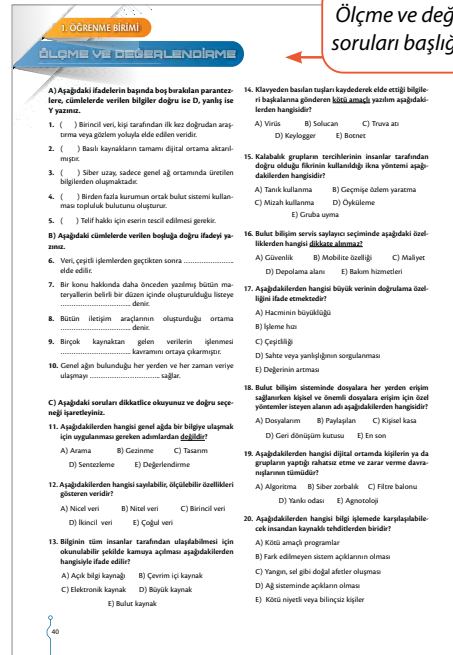 Ölçme ve değ
soruları başlığ
1. ÖĞRENME BİRİMİ
ÖLÇME VE DEĞERLENDİRME
A) Aşağıdaki ifadelerin başında boş bırakılan parantez-
lere, cümlelerde verilen bilgiler doğru ise D, yanlış ise
Y yazınız.
1. ( ) Birincil veri, kişi tarafından ilk kez doğrudan araş-
tırma veya gözlem yoluyla elde edilen veridir.
2. ( ) Basılı kaynakların tamamı dijital ortama aktarıl-
mıştır.
3. ( ) Siber uzay, sadece genel ağ ortamında üretilen
bilgilerden oluşmaktadır.
4. ( ) Birden fazla kurumun ortak bulut sistemi kullan-
ması topluluk bulutunu oluşturur.
5. ( ) Telif hakkı için eserin tescil edilmesi gerekir.
B) Aşağıdaki cümlelerde verilen boşluğa doğru ifadeyi ya-
zınız.
6. Veri, çeşitli işlemlerden geçtikten sonra ..........................
elde edilir.
7. Bir konu hakkında daha önceden yazılmış bütün ma-
teryallerin belirli bir düzen içinde oluşturulduğu listeye
.................................... denir.
8. Bütün iletişim araçlarının oluşturduğu ortama
.................................... denir.
9. Birçok kaynaktan gelen verilerin işlenmesi
.................................... kavramını ortaya çıkarmıştır.
10. Genel ağın bulunduğu her yerden ve her zaman veriye
ulaşmayı .................................... sağlar.
C) Aşağıdaki soruları dikkatlice okuyunuz ve doğru seçe-
neği işaretleyiniz.
11. Aşağıdakilerden hangisi genel ağda bir bilgiye ulaşmak
için uygulanması gereken adımlardan değildir?
A) Arama B) Gezinme C) Tasarım
D) Sentezleme E) Değerlendirme
12. Aşağıdakilerden hangisi sayılabilir, ölçülebilir özellikleri
gösteren veridir?
A) Nicel veri B) Nitel veri C) Birincil veri
D) İkincil veri E) Çoğul veri
13. Bilginin tüm insanlar tarafından ulaşılabilmesi için
okunulabilir şekilde kamuya açılması aşağıdakilerden
hangisiyle ifade edilir?
A) Açık bilgi kaynağı B) Çevrim içi kaynak
C) Elektronik kaynak D) Büyük kaynak
E) Bulut kaynak
14. Klavyeden basılan tuşları kaydederek elde ettiği bilgile-
ri başkalarına gönderen kötü amaçlı yazılım aşağıdaki-
lerden hangisidir?
A) Virüs B) Solucan C) Truva atı
D) Keylogger E) Botnet
15. Kalabalık grupların tercihlerinin insanlar tarafından
doğru olduğu fikrinin kullanıldığı ikna yöntemi aşağı-
dakilerden hangisidir?
A) Tanık kullanma B) Geçmişe özlem yaratma
C) Mizah kullanma D) Öyküleme
E) Gruba uyma
16. Bulut bilişim servis sağlayıcı seçiminde aşağıdaki özel-
liklerden hangisi dikkate alınmaz?
A) Güvenlik B) Mobilite özelliği C) Maliyet
D) Depolama alanı E) Bakım hizmetleri
17. Aşağıdakilerden hangisi büyük verinin doğrulama özel-
liğini ifade etmektedir?
A) Hacminin büyüklüğü
B) İşleme hızı
C) Çeşitliliği
D) Sahte veya yanlışlığının sorgulanması
E) Değerinin artması
18. Bulut bilişim sisteminde dosyalara her yerden erişim
sağlanırken kişisel ve önemli dosyalara erişim için özel
yöntemler isteyen alanın adı aşağıdakilerden hangisidir?
A) Dosyalarım B) Paylaşılan C) Kişisel kasa
D) Geri dönüşüm kutusu E) En son
19. Aşağıdakilerden hangisi dijital ortamda kişilerin ya da
grupların yaptığı rahatsız etme ve zarar verme davra-
nışlarının tümüdür?
A) Algoritma B) Siber zorbalık C) Filtre balonu
D) Yankı odası E) Agnotoloji
20. Aşağıdakilerden hangisi bilgi işlemede karşılaşılabile-
cek insandan kaynaklı tehditlerden biridir?
A) Kötü amaçlı programlar
B) Fark edilmeyen sistem açıklarının olması
C) Yangın, sel gibi doğal afetler oluşması
D) Ağ sisteminde açıkların olması
E) Kötü niyetli veya bilinçsiz kişiler
40